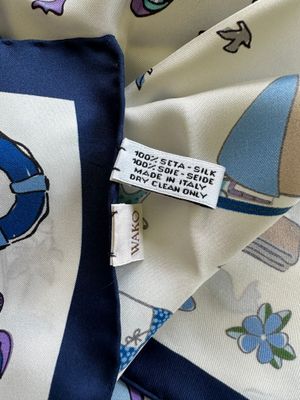 100% SETA - SILK
100% SOIE - SEIDE
MADE IN ITALY
DRY CLEAN ONLY
WAKO